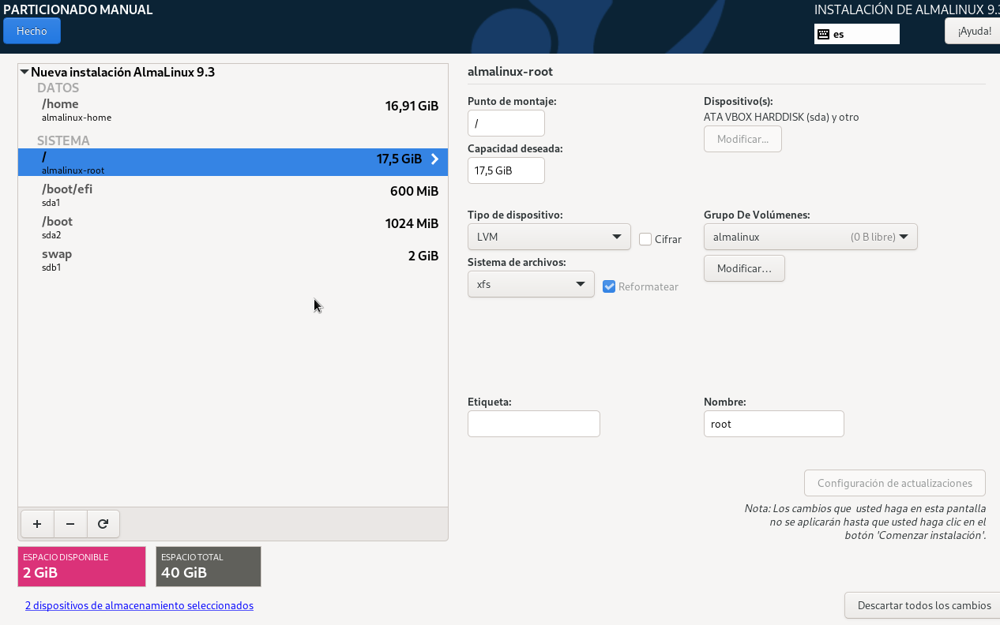 PARTICIONADO MANUAL
INSTALACIÓN DE ALMALINUX 9.3
Hecho
es
¡Ayuda!
Nueva instalación AlmaLinux 9.3
DATOS
/home
16,91 GiB
almalinux-home
SISTEMA
/
17,5 GiB
almalinux-root
/boot/efi
600 MiB
sda1
/boot
1024 MiB
sda2
swap
2 GiB
sdb1
almalinux-root
Punto de montaje:
/
Dispositivo(s):
ATA VBOX HARDDISK (sda) y otro
Modificar...
Capacidad deseada:
17,5 GiB
Tipo de dispositivo:
LVM
Cifrar
Grupo De Volúmenes:
almalinux (0 B libre)
Modificar...
Sistema de archivos:
xfs
Reformatear
Etiqueta:
Nombre:
root
Configuración de actualizaciones
Nota: Los cambios que usted haga en esta pantalla
no se aplicarán hasta que usted haga clic en el
botón 'Comenzar instalación'.
+ −
ESPACIO DISPONIBLE
2 GiB
ESPACIO TOTAL
40 GiB
2 dispositivos de almacenamiento seleccionados
Descartar todos los cambios